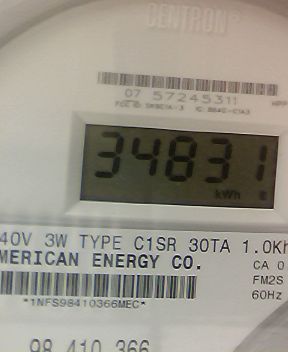 CENTRON®
07 57245311
34831
kWh
40V 3W TYPE C1SR 30TA 1.0Kh
MERICAN ENERGY CO. CA 0
FM2S
*1NFS98410366MEC* 60Hz
98 410 366